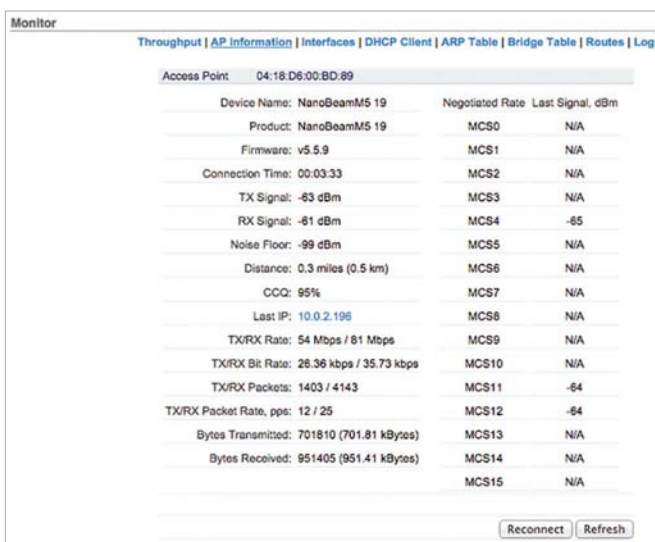 Monitor
Throughput | AP Information | Interfaces | DHCP Client | ARP Table | Bridge Table | Routes | Log
Access Point 04:18:D6:00:BD:89
Device Name: NanoBeamM5 19
Product: NanoBeamM5 19
Firmware: v5.5.9
Connection Time: 00:03:33
TX Signal: -63 dBm
RX Signal: -61 dBm
Noise Floor: -99 dBm
Distance: 0.3 miles (0.5 km)
CCQ: 95%
Last IP: 10.0.2.196
TX/RX Rate: 54 Mbps / 81 Mbps
TX/RX Bit Rate: 26.36 kbps / 35.73 kbps
TX/RX Packets: 1403 / 4143
TX/RX Packet Rate, pps: 12 / 25
Bytes Transmitted: 701810 (701.81 kBytes)
Bytes Received: 951405 (951.41 kBytes)
Negotiated Rate Last Signal, dBm
MCS0 N/A
MCS1 N/A
MCS2 N/A
MCS3 N/A
MCS4 -65
MCS5 N/A
MCS6 N/A
MCS7 N/A
MCS8 N/A
MCS9 N/A
MCS10 N/A
MCS11 -64
MCS12 -64
MCS13 N/A
MCS14 N/A
MCS15 N/A
Reconnect Refresh